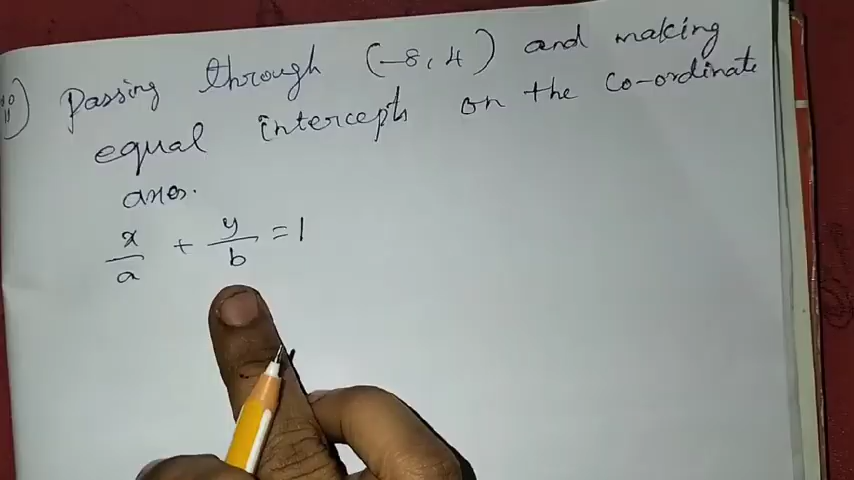 Passing through (-8, 4) and making
equal intercepts on the co-ordinate
axes.
x/a + y/b = 1